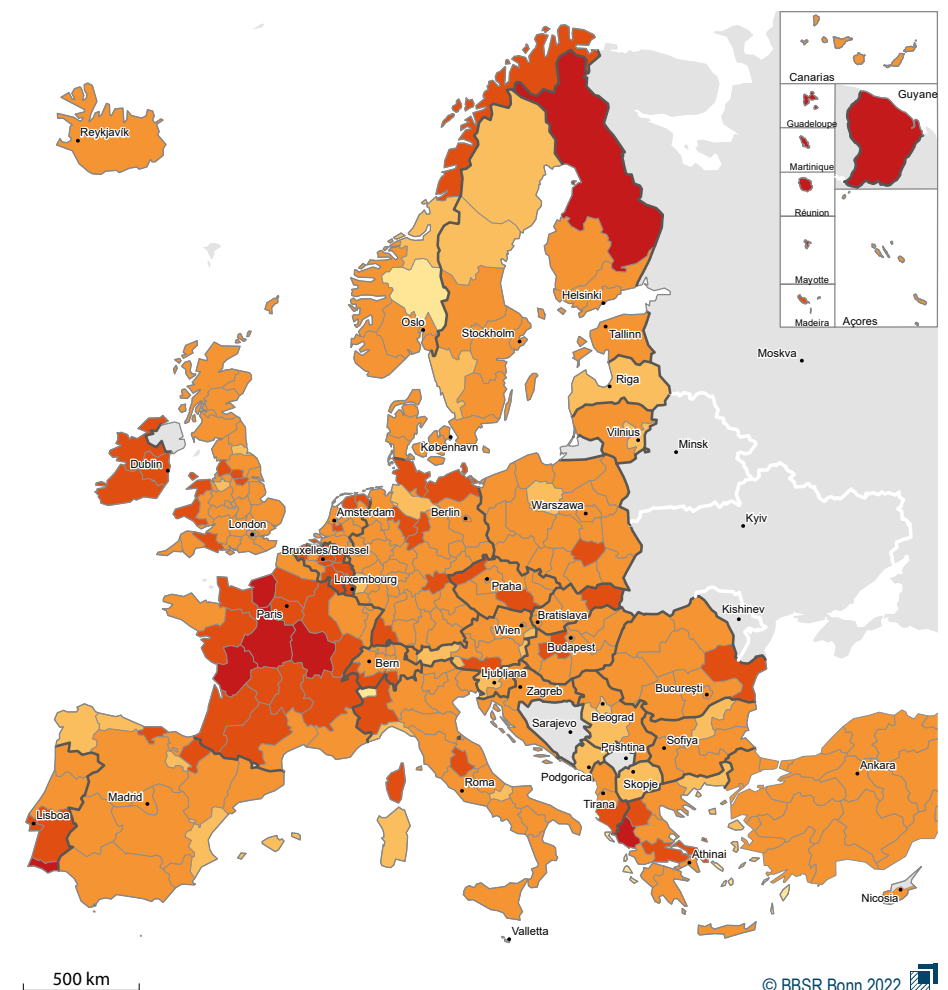 Canarias
Guyane
Guadeloupe
Martinique
Réunion
Mayotte
Madeira
Açores
Reykjavík
Helsinki
Oslo
Stockholm
Tallinn
Moskva
Riga
København
Vilnius
Minsk
Dublin
London
Amsterdam
Berlin
Warszawa
Kyiv
Bruxelles/Brussel
Luxembourg
Praha
Paris
Kishinev
Bratislava
Wien
Budapest
Bern
Ljubljana
Zagreb
Bucureşti
Beograd
Sarajevo
Prishtina
Sofiya
Podgorica
Skopje
Ankara
Madrid
Roma
Tirana
Lisboa
Athinai
Nicosia
Valletta
500 km
© BBSR Bonn 2022